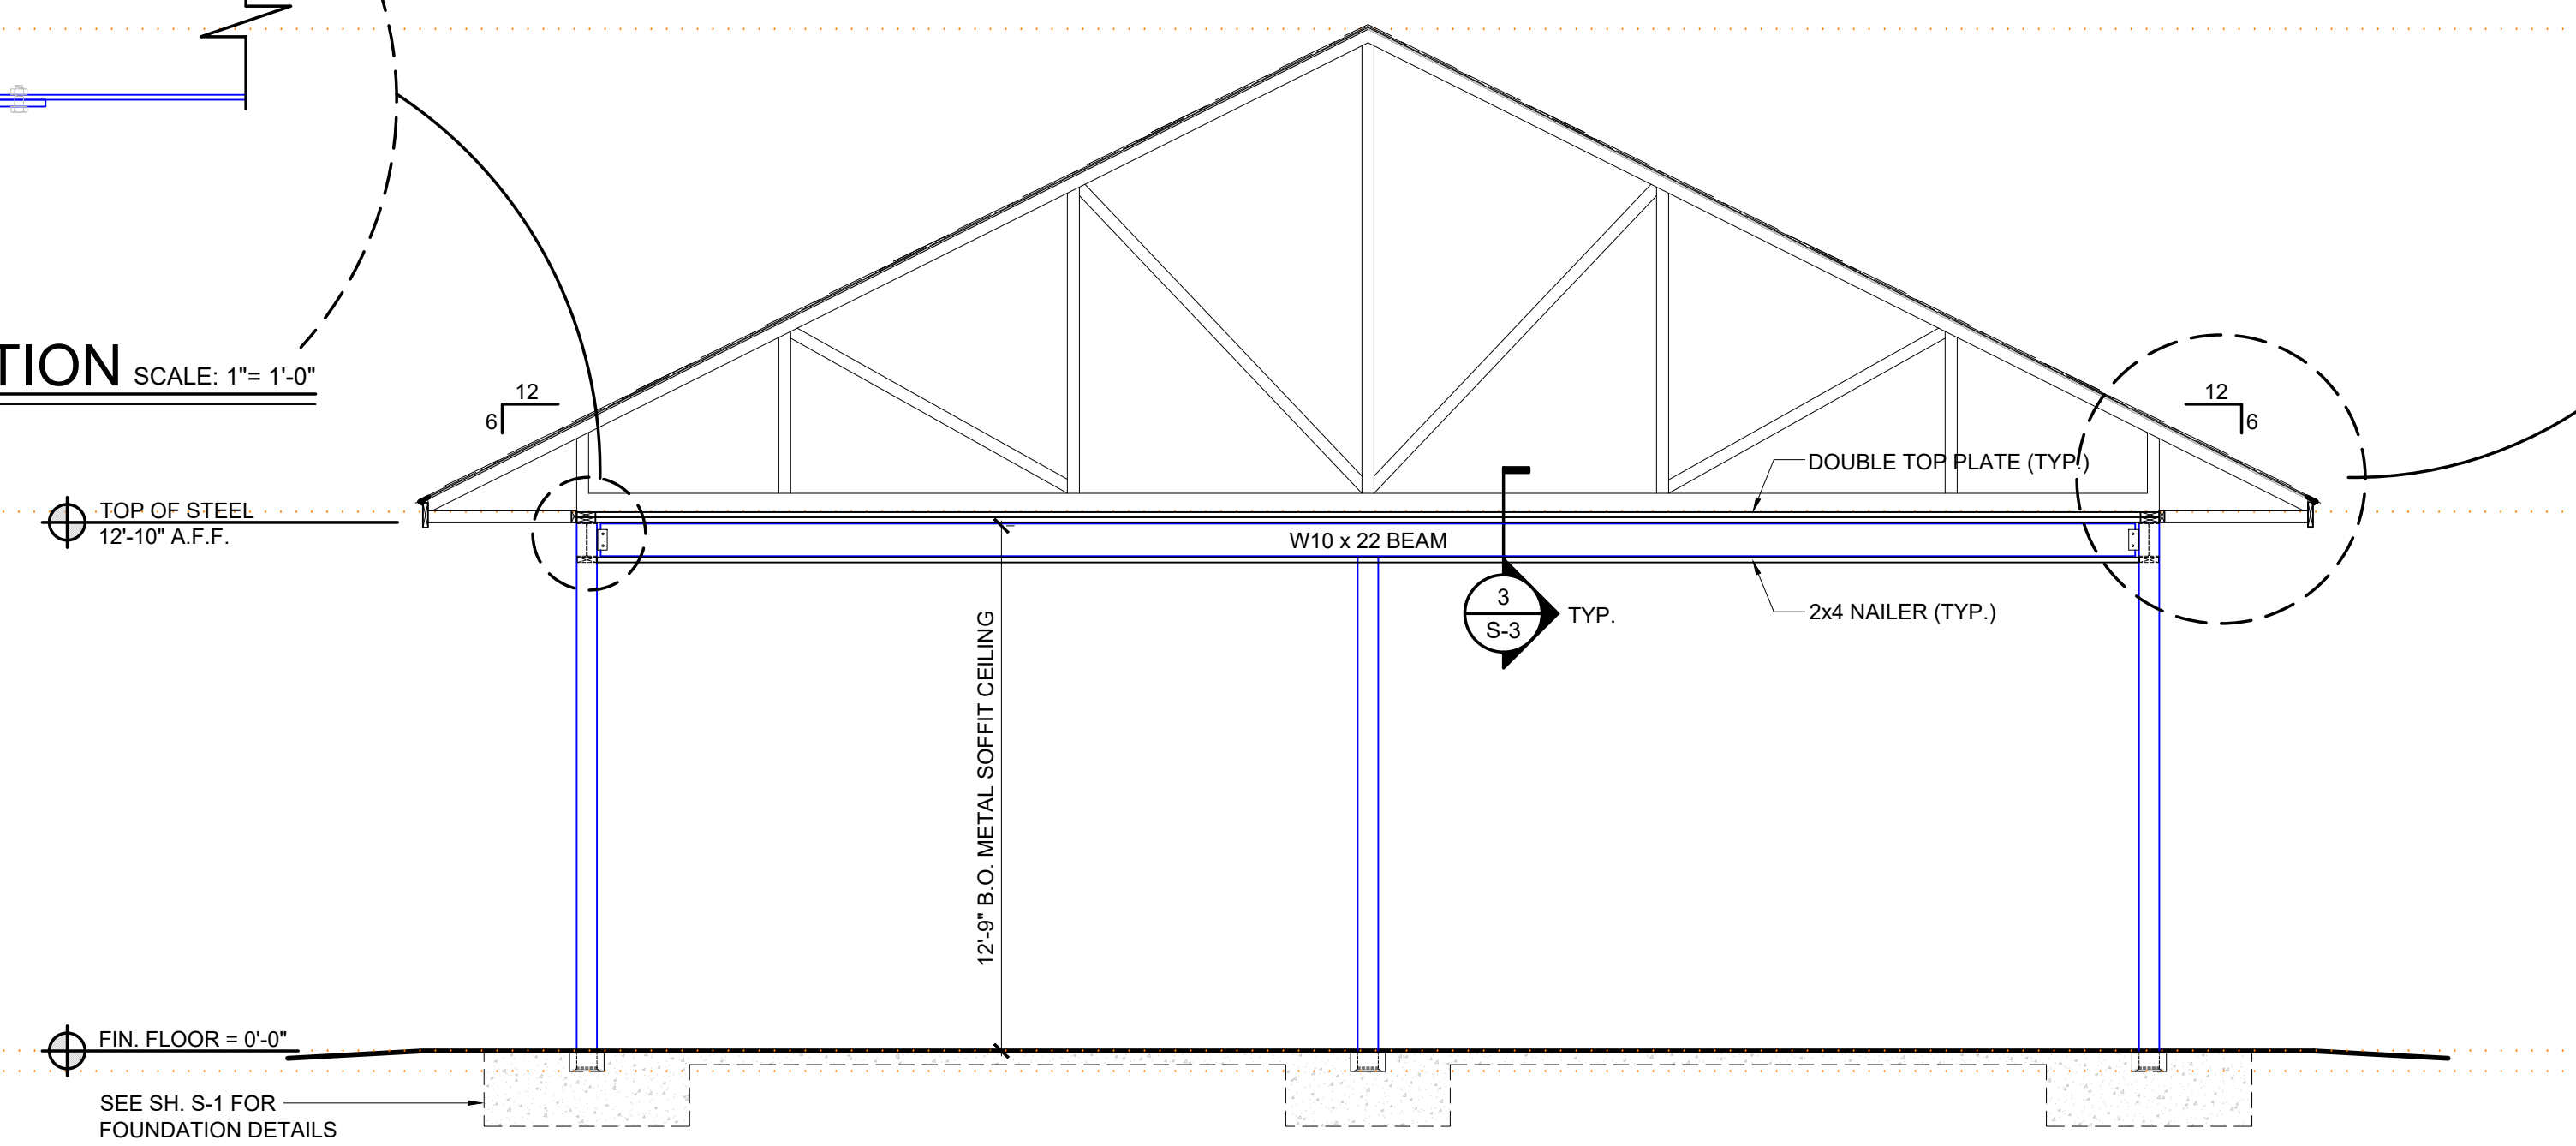 TION SCALE: 1"= 1'-0"
12
6
12
6
DOUBLE TOP PLATE (TYP.)
TOP OF STEEL
12'-10" A.F.F.
W10 x 22 BEAM
3
S-3
TYP.
2x4 NAILER (TYP.)
12'-9" B.O. METAL SOFFIT CEILING
FIN. FLOOR = 0'-0"
SEE SH. S-1 FOR
FOUNDATION DETAILS